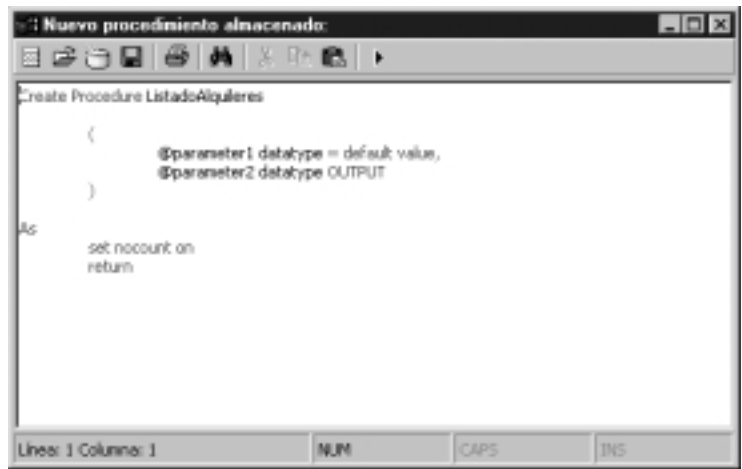 Nuevo procedimiento almacenado:
Create Procedure ListadoAlquileres
(
@parameter1 datatype = default value,
@parameter2 datatype OUTPUT
)
As
set nocount on
return
Línea: 1 Columna: 1 NUM CAPS INS